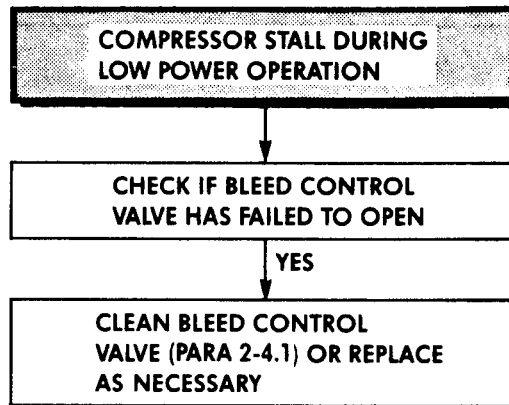 COMPRESSOR STALL DURING
LOW POWER OPERATION
CHECK IF BLEED CONTROL
VALVE HAS FAILED TO OPEN
YES
CLEAN BLEED CONTROL
VALVE (PARA 2-4.1) OR REPLACE
AS NECESSARY